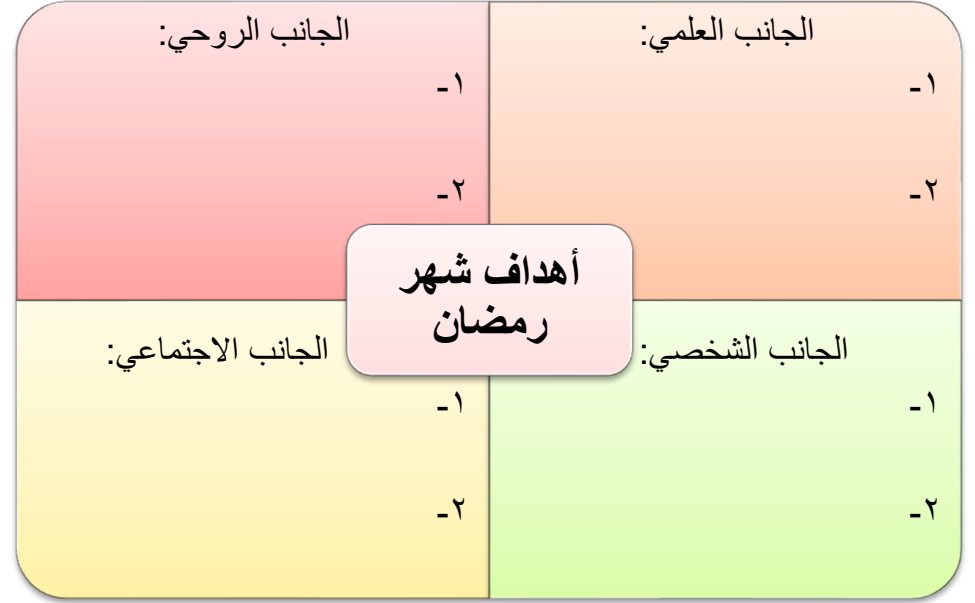 الجانب العلمي:
١-
٢-
الجانب الروحي:
١-
٢-
أهداف شهر
رمضان
الجانب الشخصي:
١-
٢-
الجانب الاجتماعي:
١-
٢-